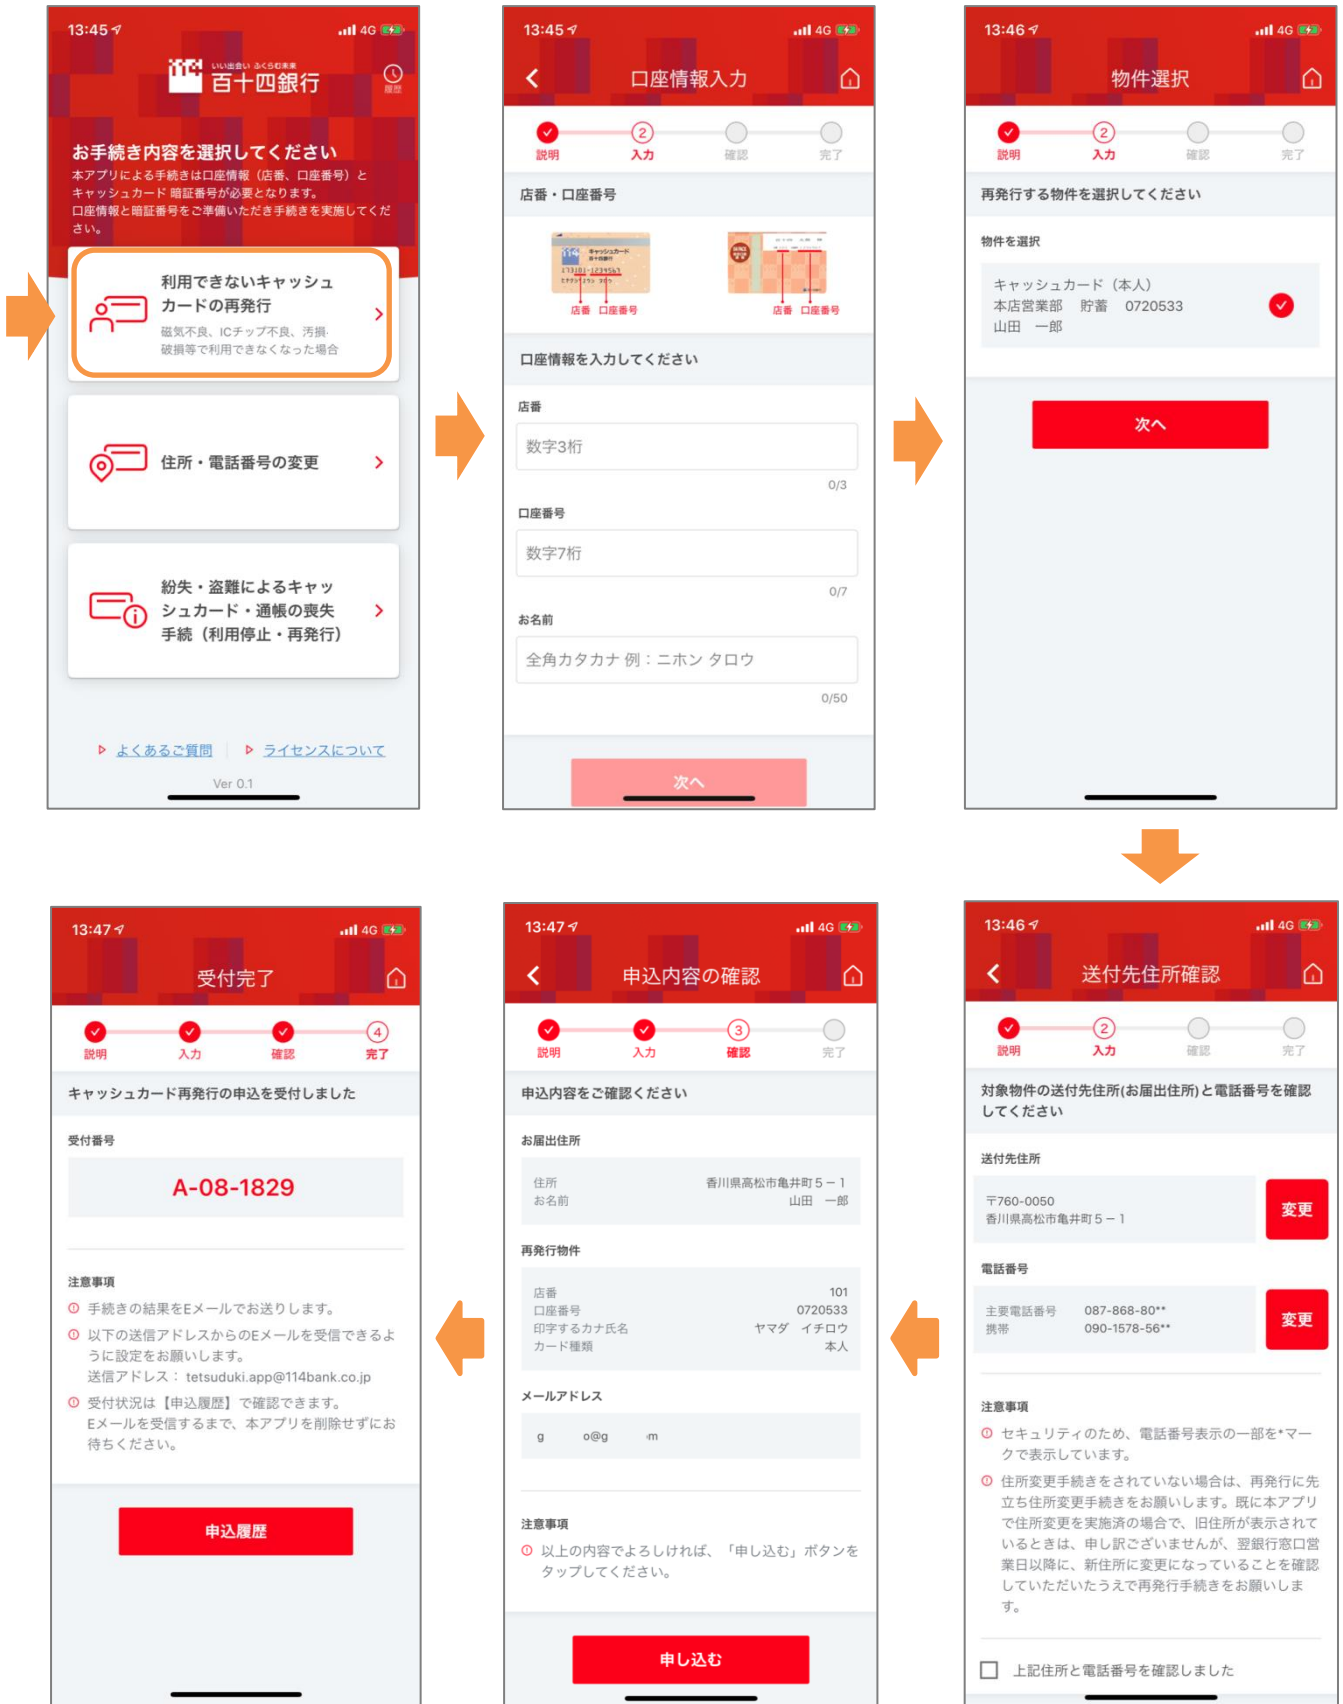 13:45
4G
いい出会い ふくらむ未来
114
百十四銀行
履歴
お手続き内容を選択してください
本アプリによる手続きは口座情報（店番、口座番号）と
キャッシュカード 暗証番号が必要となります。
口座情報と暗証番号をご準備いただき手続きを実施してくだ
さい。
利用できないキャッシュ
カードの再発行
磁気不良、ICチップ不良、汚損·
破損等で利用できなくなった場合
住所・電話番号の変更
紛失・盗難によるキャッ
シュカード・通帳の喪失
手続（利用停止・再発行）
よくあるご質問
ライセンスについて
Ver 0.1
13:45
4G
口座情報入力
2
説明
入力
確認
完了
店番・口座番号
キャッシュカード
百十四銀行
173101-1234567
店番 口座番号
店番 口座番号
口座情報を入力してください
店番
数字3桁
0/3
口座番号
数字7桁
0/7
お名前
全角カタカナ 例：ニホン タロウ
0/50
次へ
13:46
4G
物件選択
2
説明
入力
確認
完了
再発行する物件を選択してください
物件を選択
キャッシュカード（本人）
本店営業部 貯蓄 0720533
山田 一郎
次へ
13:46
4G
送付先住所確認
2
説明
入力
確認
完了
対象物件の送付先住所(お届出住所)と電話番号を確認
してください
送付先住所
〒760-0050
香川県高松市亀井町５－１
変更
電話番号
主要電話番号 087-868-80**
携帯 090-1578-56**
変更
注意事項
セキュリティのため、電話番号表示の一部を*マー
クで表示しています。
住所変更手続きをされていない場合は、再発行に先
立ち住所変更手続きをお願いします。既に本アプリ
で住所変更を実施済の場合で、旧住所が表示されて
いるときは、申し訳ございませんが、翌銀行窓口営
業日以降に、新住所に変更になっていることを確認
していただいたうえで再発行手続きをお願いしま
す。
上記住所と電話番号を確認しました
13:47
4G
申込内容の確認
3
説明
入力
確認
完了
申込内容をご確認ください
お届出住所
住所 香川県高松市亀井町５－１
お名前 山田 一郎
再発行物件
店番 101
口座番号 0720533
印字するカナ氏名 ヤマダ イチロウ
カード種類 本人
メールアドレス
g o@g m
注意事項
以上の内容でよろしければ、「申し込む」ボタンを
タップしてください。
申し込む
13:47
4G
受付完了
4
説明
入力
確認
完了
キャッシュカード再発行の申込を受付しました
受付番号
A-08-1829
注意事項
手続きの結果をEメールでお送りします。
以下の送信アドレスからのEメールを受信できるよ
うに設定をお願いします。
送信アドレス： tetsuduki.app@114bank.co.jp
受付状況は【申込履歴】で確認できます。
Eメールを受信するまで、本アプリを削除せずにお
待ちください。
申込履歴